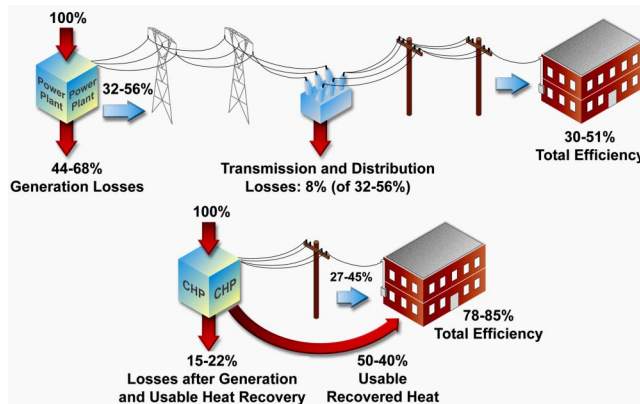 100%
Power
Plant
Power
Plant
32-56%
44-68%
Generation Losses
Transmission and Distribution
Losses: 8% (of 32-56%)
30-51%
Total Efficiency
100%
CHP
CHP
27-45%
78-85%
Total Efficiency
15-22%
Losses after Generation
and Usable Heat Recovery
50-40%
Usable
Recovered Heat